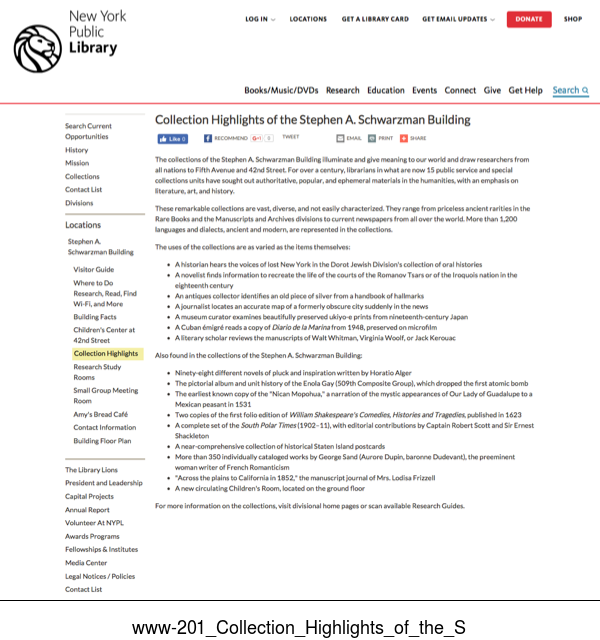 New York
Public
Library
LOG IN
LOCATIONS
GET A LIBRARY CARD
GET EMAIL UPDATES
DONATE
SHOP
Books/Music/DVDs Research Education Events Connect Give Get Help Search
Search Current
Opportunities
History
Mission
Collections
Contact List
Divisions
Locations
Stephen A.
Schwarzman Building
Visitor Guide
Where to Do
Research, Read, Find
Wi-Fi, and More
Building Facts
Children's Center at
42nd Street
Collection Highlights
Research Study
Rooms
Small Group Meeting
Room
Amy's Bread Café
Contact Information
Building Floor Plan
The Library Lions
President and Leadership
Capital Projects
Annual Report
Volunteer At NYPL
Awards Programs
Fellowships & Institutes
Media Center
Legal Notices / Policies
Contact List
Collection Highlights of the Stephen A. Schwarzman Building
Like 0 RECOMMEND G+1 0 TWEET EMAIL PRINT SHARE
The collections of the Stephen A. Schwarzman Building illuminate and give meaning to our world and draw researchers from
all nations to Fifth Avenue and 42nd Street. For over a century, librarians in what are now 15 public service and special
collections units have sought out authoritative, popular, and ephemeral materials in the humanities, with an emphasis on
literature, art, and history.
These remarkable collections are vast, diverse, and not easily characterized. They range from priceless ancient rarities in the
Rare Books and the Manuscripts and Archives divisions to current newspapers from all over the world. More than 1,200
languages and dialects, ancient and modern, are represented in the collections.
The uses of the collections are as varied as the items themselves:
• A historian hears the voices of lost New York in the Dorot Jewish Division's collection of oral histories
• A novelist finds information to recreate the life of the courts of the Romanov Tsars or of the Iroquois nation in the
eighteenth century
• An antiques collector identifies an old piece of silver from a handbook of hallmarks
• A journalist locates an accurate map of a formerly obscure city suddenly in the news
• A museum curator examines beautifully preserved ukiyo-e prints from nineteenth-century Japan
• A Cuban émigré reads a copy of Diario de la Marina from 1948, preserved on microfilm
• A literary scholar reviews the manuscripts of Walt Whitman, Virginia Woolf, or Jack Kerouac
Also found in the collections of the Stephen A. Schwarzman Building:
• Ninety-eight different novels of pluck and inspiration written by Horatio Alger
• The pictorial album and unit history of the Enola Gay (509th Composite Group), which dropped the first atomic bomb
• The earliest known copy of the "Nican Mopohua," a narration of the mystic appearances of Our Lady of Guadalupe to a
Mexican peasant in 1531
• Two copies of the first folio edition of William Shakespeare's Comedies, Histories and Tragedies, published in 1623
• A complete set of the South Polar Times (1902–11), with editorial contributions by Captain Robert Scott and Sir Ernest
Shackleton
• A near-comprehensive collection of historical Staten Island postcards
• More than 350 individually cataloged works by George Sand (Aurore Dupin, baronne Dudevant), the preeminent
woman writer of French Romanticism
• "Across the plains to California in 1852," the manuscript journal of Mrs. Lodisa Frizzell
• A new circulating Children's Room, located on the ground floor
For more information on the collections, visit divisional home pages or scan available Research Guides.
www-201_Collection_Highlights_of_the_S